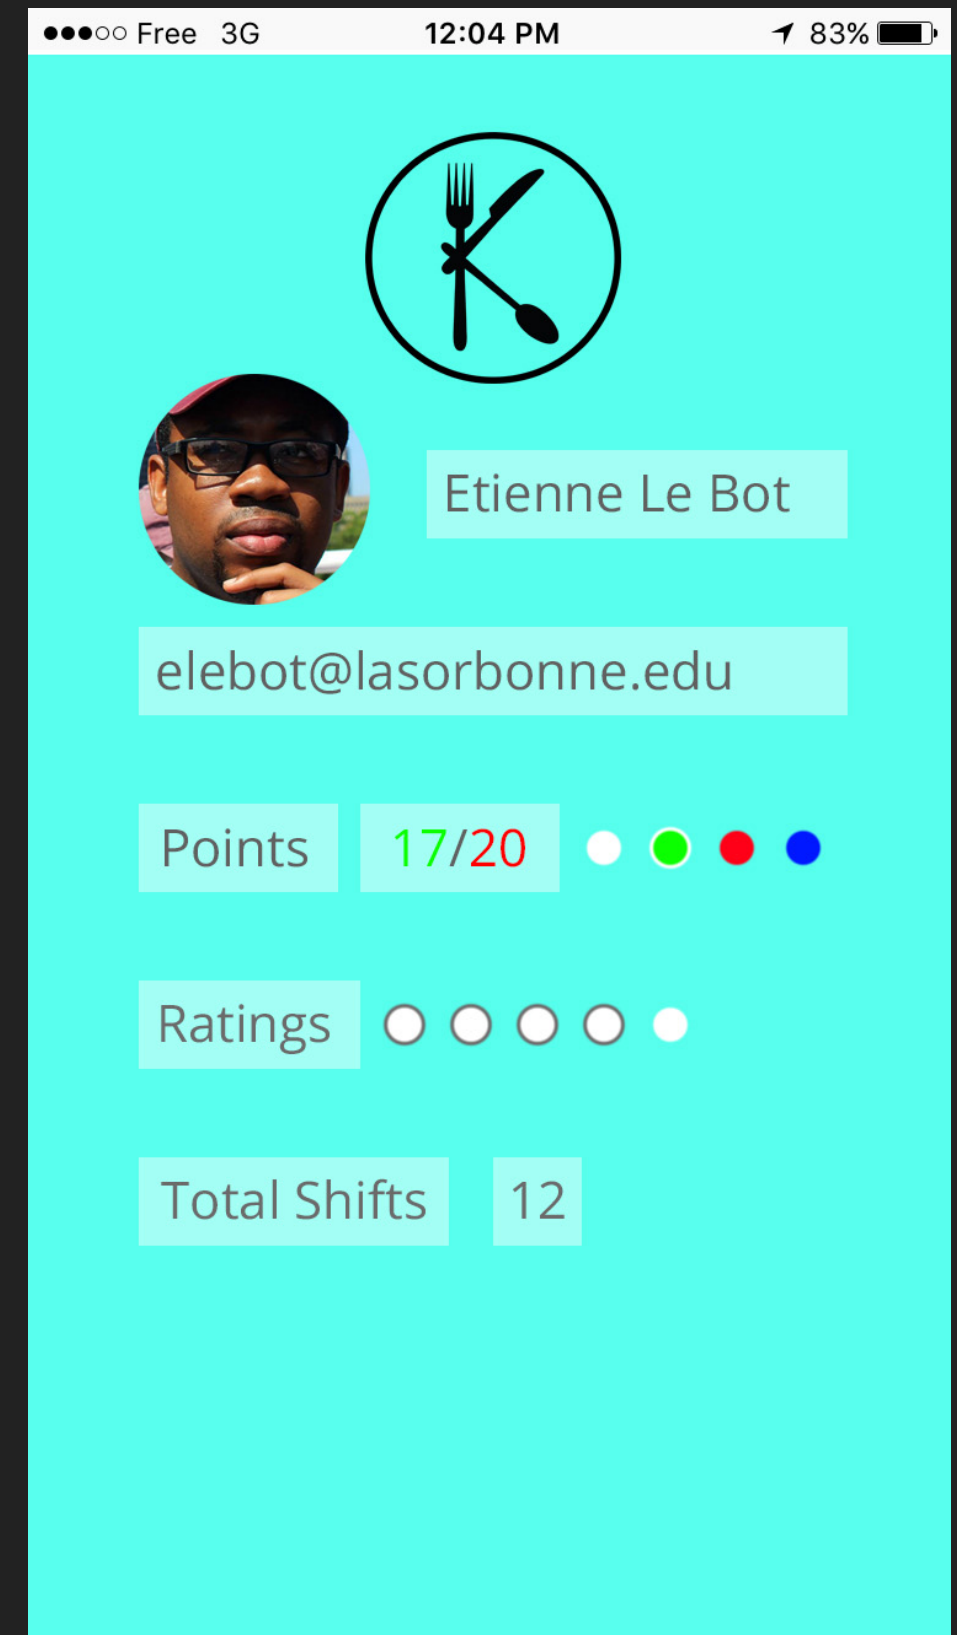 Free 3G 12:04 PM 83%
Etienne Le Bot
elebot@lasorbonne.edu
Points 17/20
Ratings
Total Shifts 12